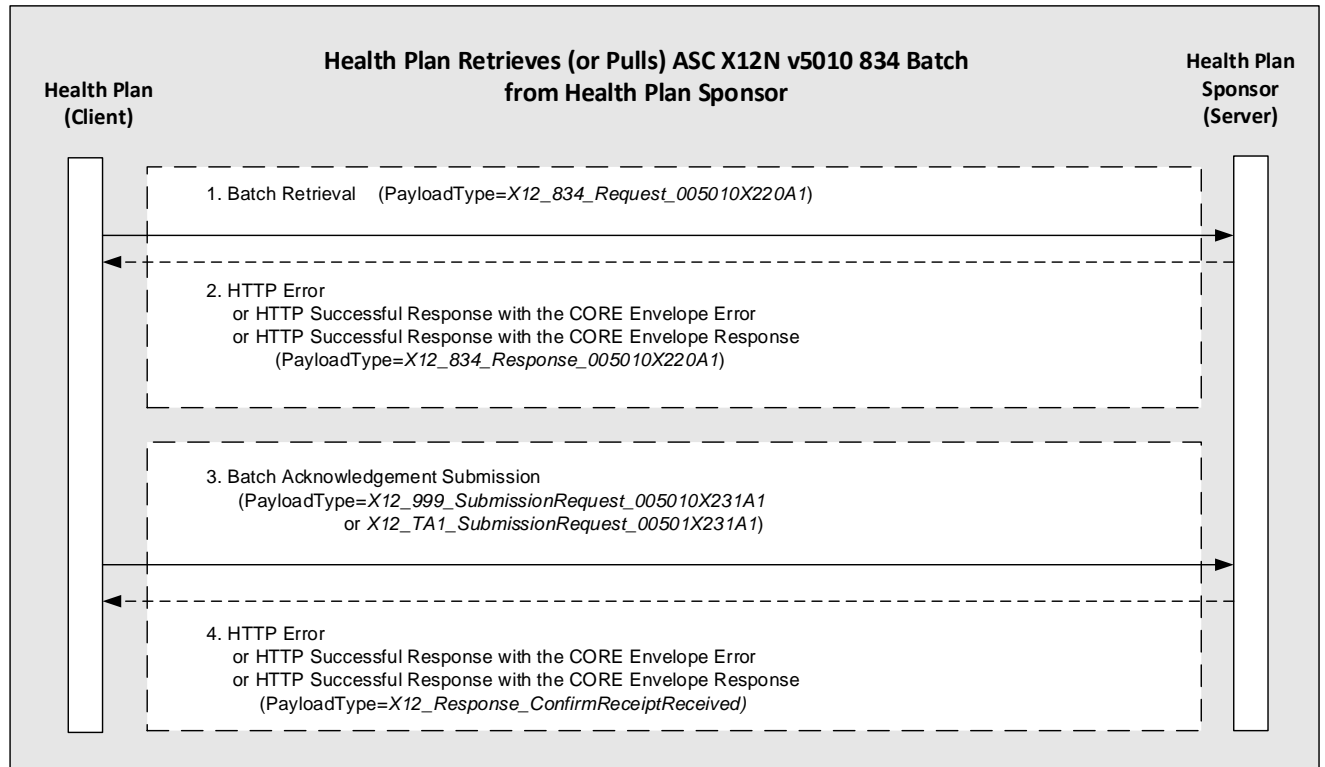 Health Plan Retrieves (or Pulls) ASC X12N v5010 834 Batch
from Health Plan Sponsor
Health Plan
(Client)
Health Plan
Sponsor
(Server)
1. Batch Retrieval (PayloadType=X12_834_Request_005010X220A1)
2. HTTP Error
or HTTP Successful Response with the CORE Envelope Error
or HTTP Successful Response with the CORE Envelope Response
(PayloadType=X12_834_Response_005010X220A1)
3. Batch Acknowledgement Submission
(PayloadType=X12_999_SubmissionRequest_005010X231A1
or X12_TA1_SubmissionRequest_00501X231A1)
4. HTTP Error
or HTTP Successful Response with the CORE Envelope Error
or HTTP Successful Response with the CORE Envelope Response
(PayloadType=X12_Response_ConfirmReceiptReceived)